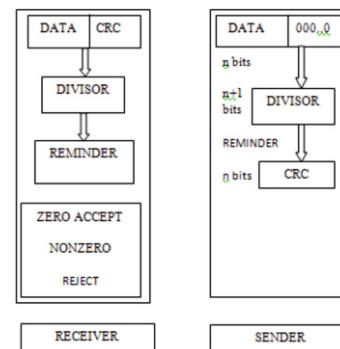 DATA CRC
DIVISOR
REMINDER
ZERO ACCEPT
NONZERO
REJECT
RECEIVER
DATA 000..0
n bits
n+1
bits
DIVISOR
REMINDER
n bits
CRC
SENDER